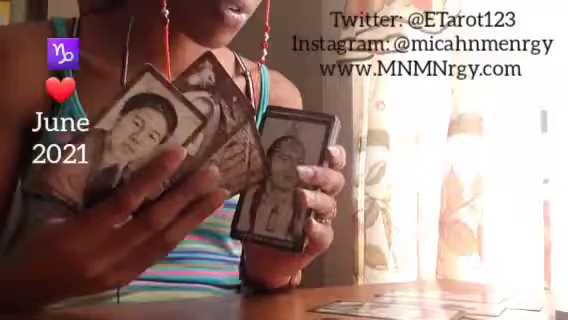 Twitter: @ETarot123
Instagram: @micahnmenrgy
www.MNMNrgy.com
♑
❤️
June
2021